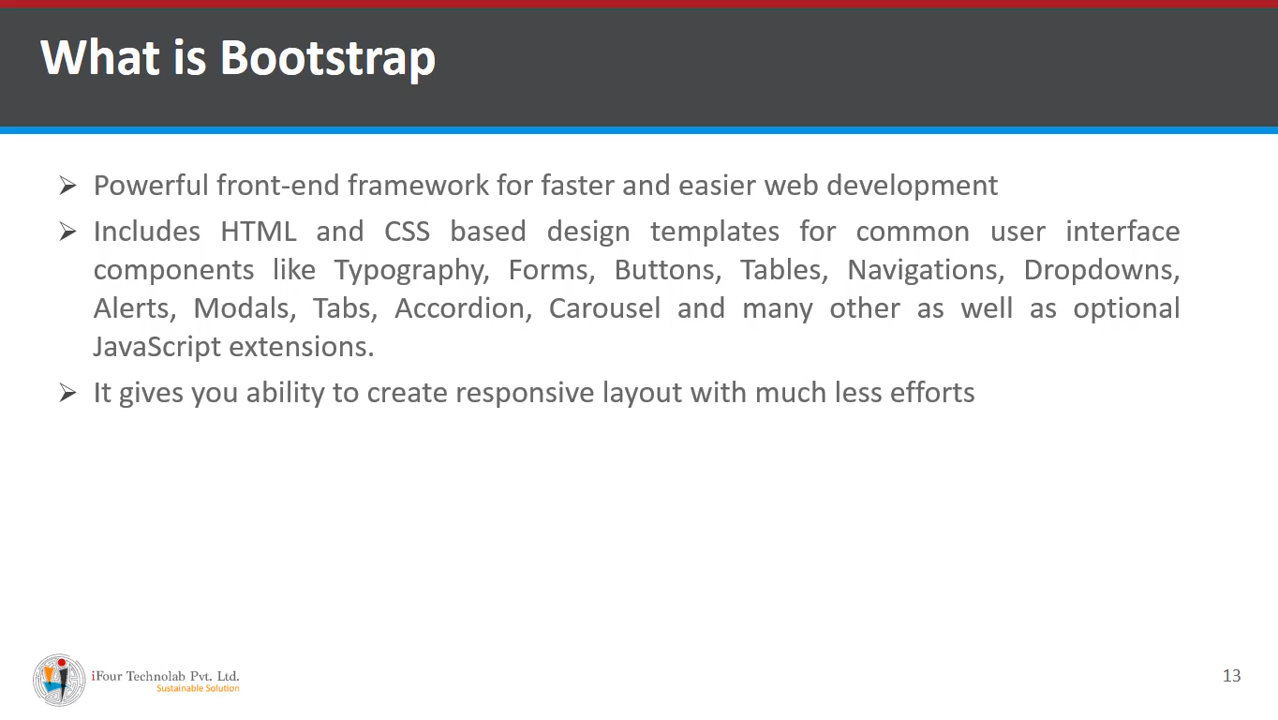 What is Bootstrap
➢ Powerful front-end framework for faster and easier web development
➢ Includes HTML and CSS based design templates for common user interface
components like Typography, Forms, Buttons, Tables, Navigations, Dropdowns,
Alerts, Modals, Tabs, Accordion, Carousel and many other as well as optional
JavaScript extensions.
➢ It gives you ability to create responsive layout with much less efforts
iFour Technolab Pvt. Ltd.
Sustainable Solution
13